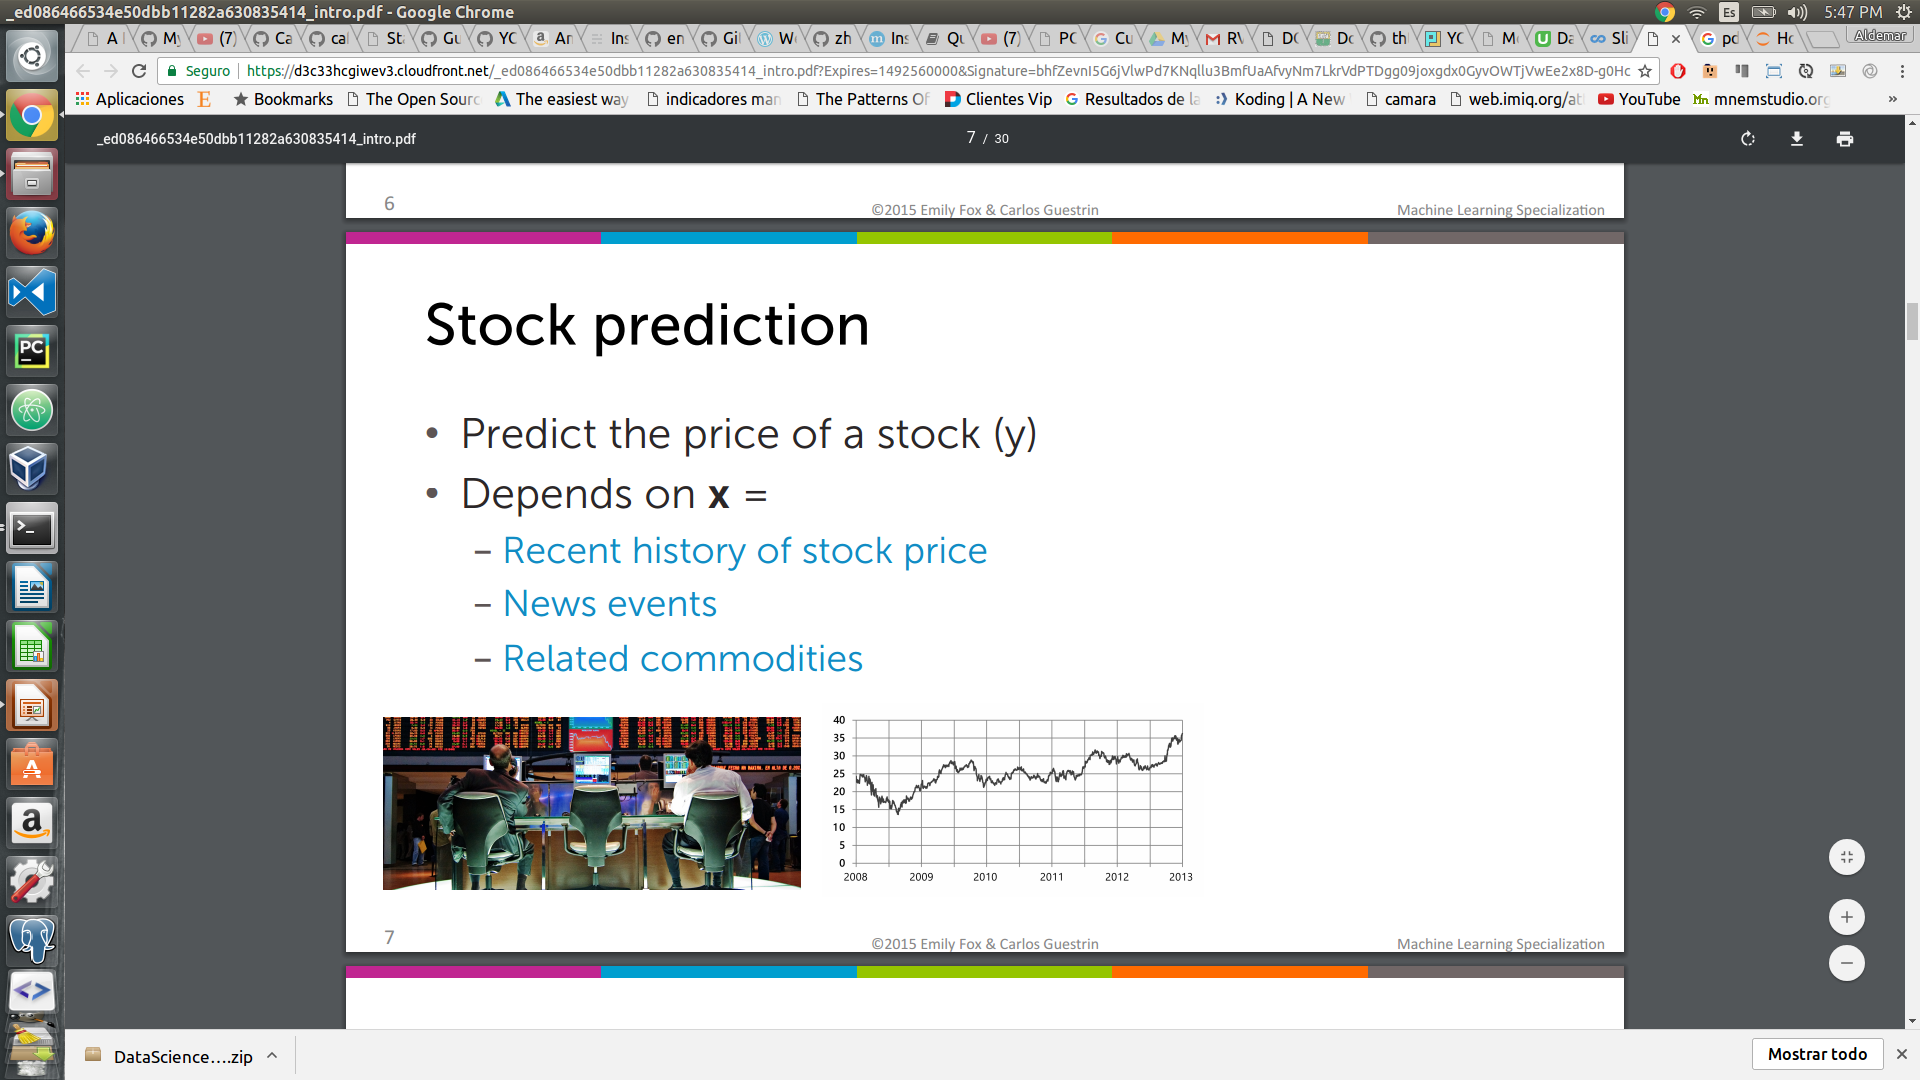 _ed086466534e50dbb11282a630835414_intro.pdf - Google Chrome
Es
5:47 PM
Aldemar
Seguro
https://d3c33hcgiwev3.cloudfront.net/_ed086466534e50dbb11282a630835414_intro.pdf?Expires=1492560000&Signature=
Aplicaciones
Bookmarks
The Open Sourc
The easiest way
indicadores man
The Patterns Of
Clientes Vip
Resultados de la
Koding | A New
camara
web.imiq.org/at
YouTube
mnemstudio.org
_ed086466534e50dbb11282a630835414_intro.pdf
7 / 30
6
©2015 Emily Fox & Carlos Guestrin
Machine Learning Specialization
Stock prediction
• Predict the price of a stock (y)
• Depends on x =
– Recent history of stock price
– News events
– Related commodities
40
35
30
25
20
15
10
5
0
2008 2009 2010 2011 2012 2013
7
©2015 Emily Fox & Carlos Guestrin
Machine Learning Specialization
DataScience....zip
Mostrar todo